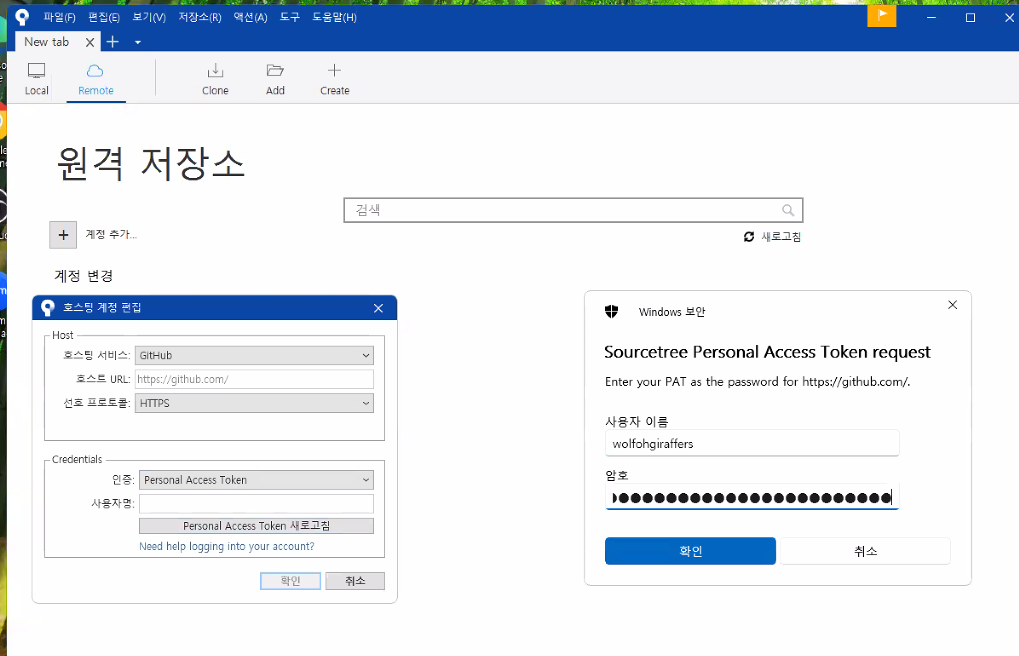 파일(F) 편집(E) 보기(V) 저장소(R) 액션(A) 도구 도움말(H)
New tab
Local Remote Clone Add Create
원격 저장소
검색
계정 추가...
새로고침
계정 변경
호스팅 계정 편집
Host
호스팅 서비스: GitHub
호스트 URL: https://github.com/
선호 프로토콜: HTTPS
Credentials
인증: Personal Access Token
사용자명:
Personal Access Token 새로고침
Need help logging into your account?
확인 취소
Windows 보안
Sourcetree Personal Access Token request
Enter your PAT as the password for https://github.com/.
사용자 이름
wolfohgiraffers
암호
확인 취소